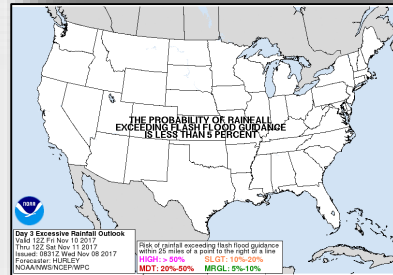 THE PROBABILITY OF RAINFALL
EXCEEDING FLASH FLOOD GUIDANCE
IS LESS THAN 5 PERCENT.
noaa
Day 3 Excessive Rainfall Outlook
Valid 12Z Fri Nov 10 2017
Thru 12Z Sat Nov 11 2017
Issued: 0831Z Wed Nov 08 2017
Forecaster: HURLEY
NOAA/NWS/NCEP/WPC
Risk of rainfall exceeding flash flood guidance
within 25 miles of a point to the right of a line
HIGH: > 50% SLGT: 10%-20%
MDT: 20%-50% MRGL: 5%-10%